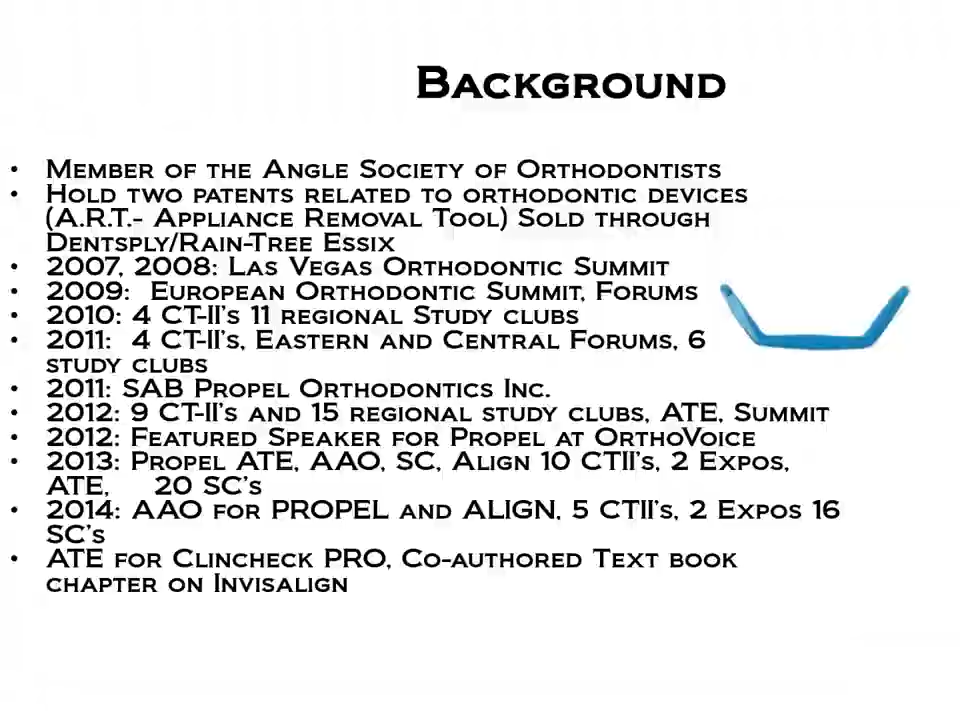 Background
• Member of the Angle Society of Orthodontists
• Hold two patents related to orthodontic devices
(A.R.T.- Appliance Removal Tool) Sold through
Dentsply/Rain-Tree Essix
• 2007, 2008: Las Vegas Orthodontic Summit
• 2009: European Orthodontic Summit, Forums
• 2010: 4 CT-II's 11 regional Study clubs
• 2011: 4 CT-II's, Eastern and Central Forums, 6
study clubs
• 2011: SAB Propel Orthodontics Inc.
• 2012: 9 CT-II's and 15 regional study clubs, ATE, Summit
• 2012: Featured Speaker for Propel at OrthoVoice
• 2013: Propel ATE, AAO, SC, Align 10 CTII's, 2 Expos,
ATE, 20 SC's
• 2014: AAO for PROPEL and ALIGN, 5 CTII's, 2 Expos 16
SC's
• ATE for Clincheck PRO, Co-authored Text book
chapter on Invisalign